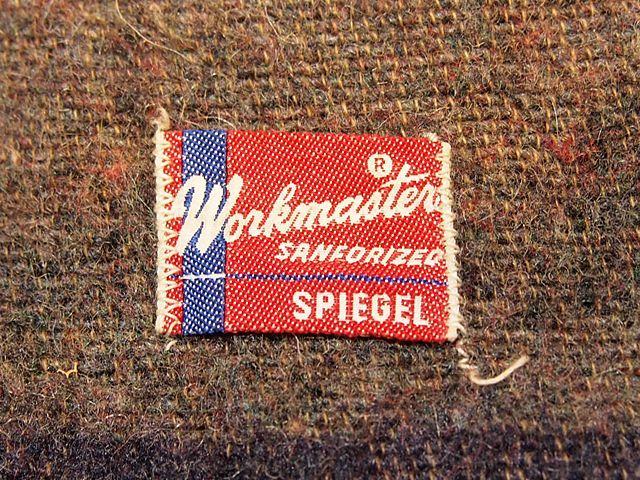 ®
Workmaster
SANFORIZED
SPIEGEL